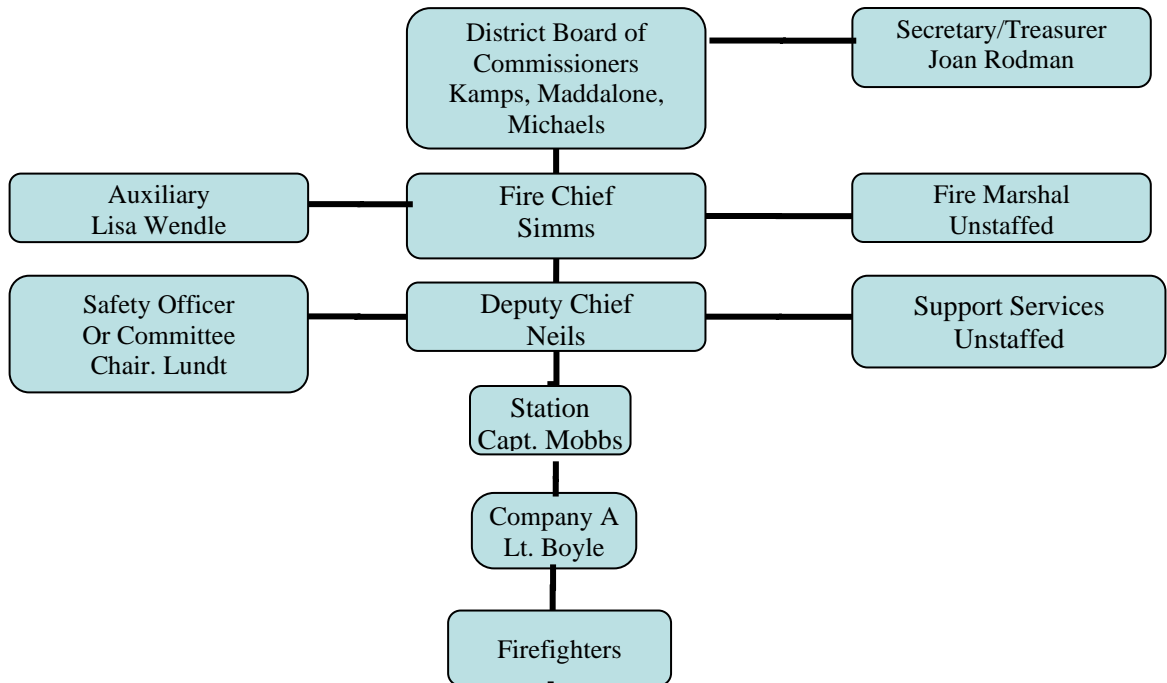 District Board of
Commissioners
Kamps, Maddalone,
Michaels
Secretary/Treasurer
Joan Rodman
Auxiliary
Lisa Wendle
Fire Chief
Simms
Fire Marshal
Unstaffed
Safety Officer
Or Committee
Chair. Lundt
Deputy Chief
Neils
Support Services
Unstaffed
Station
Capt. Mobbs
Company A
Lt. Boyle
Firefighters